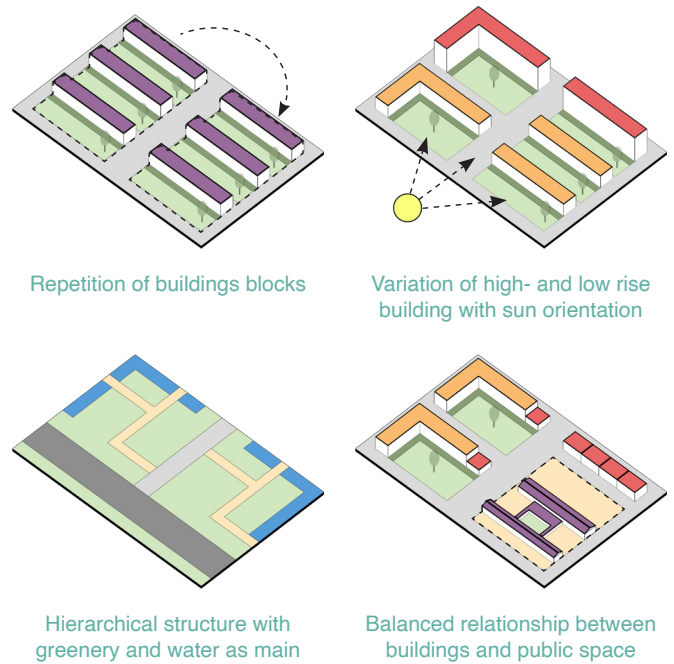 Repetition of buildings blocks
Variation of high- and low rise
building with sun orientation
Hierarchical structure with
greenery and water as main
Balanced relationship between
buildings and public space